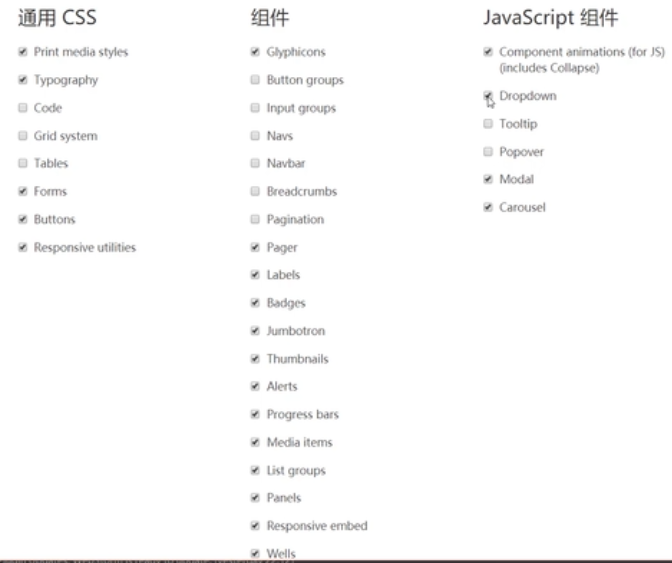 通用 CSS
Print media styles
Typography
Code
Grid system
Tables
Forms
Buttons
Responsive utilities
组件
Glyphicons
Button groups
Input groups
Navs
Navbar
Breadcrumbs
Pagination
Pager
Labels
Badges
Jumbotron
Thumbnails
Alerts
Progress bars
Media items
List groups
Panels
Responsive embed
Wells
JavaScript 组件
Component animations (for JS)
(includes Collapse)
Dropdown
Tooltip
Popover
Modal
Carousel